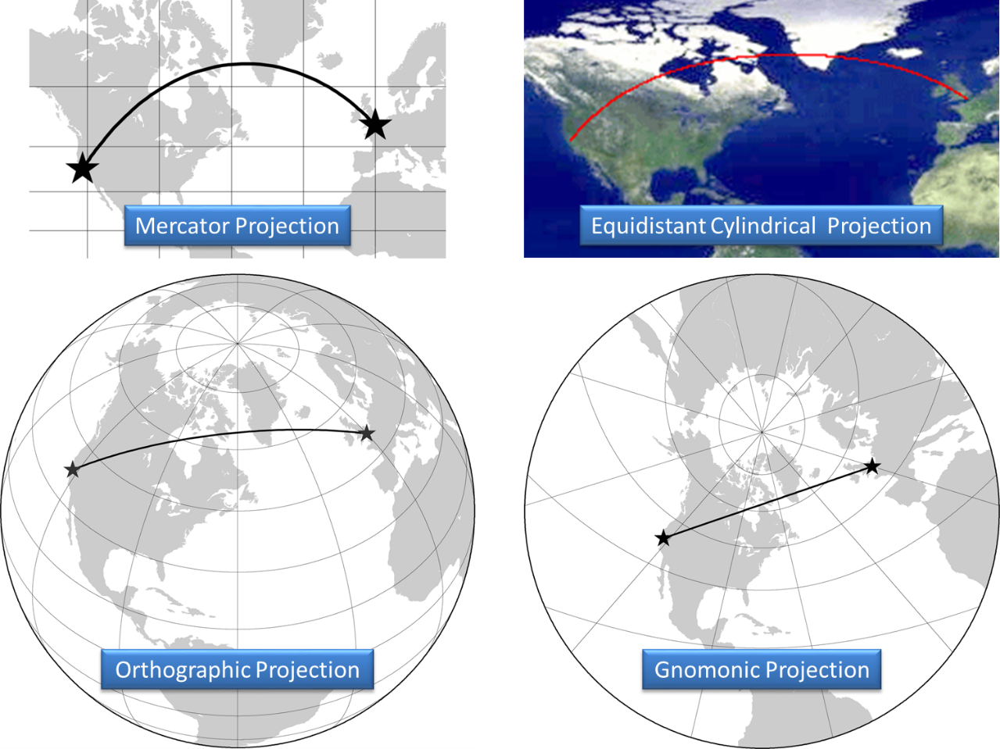 Mercator Projection
Equidistant Cylindrical  Projection
Orthographic Projection
Gnomonic Projection